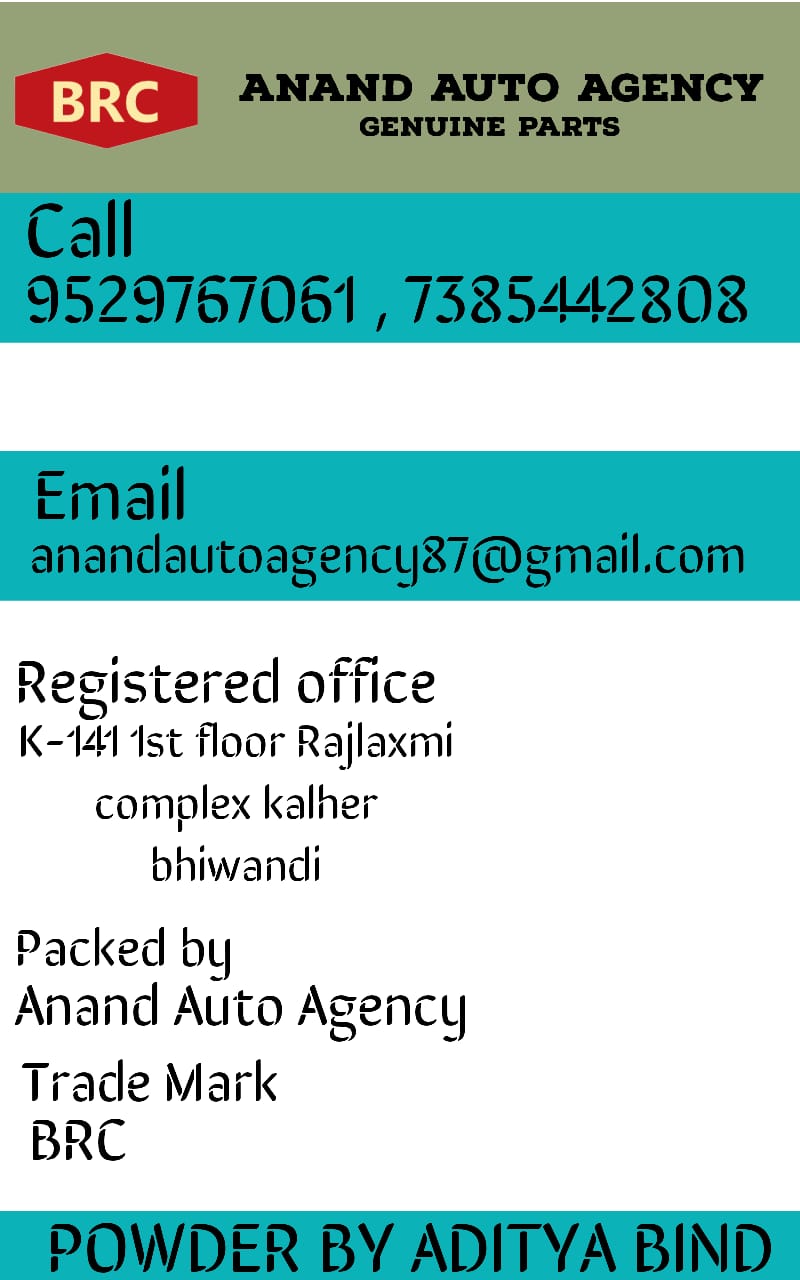 BRC
ANAND AUTO AGENCY
GENUINE PARTS
Call
9529767061 , 7385442808
Email
anandautoagency87@gmail.com
Registered office
K-141 1st floor Rajlaxmi
complex kalher
bhiwandi
Packed by
Anand Auto Agency
Trade Mark
BRC
POWDER BY ADITYA BIND